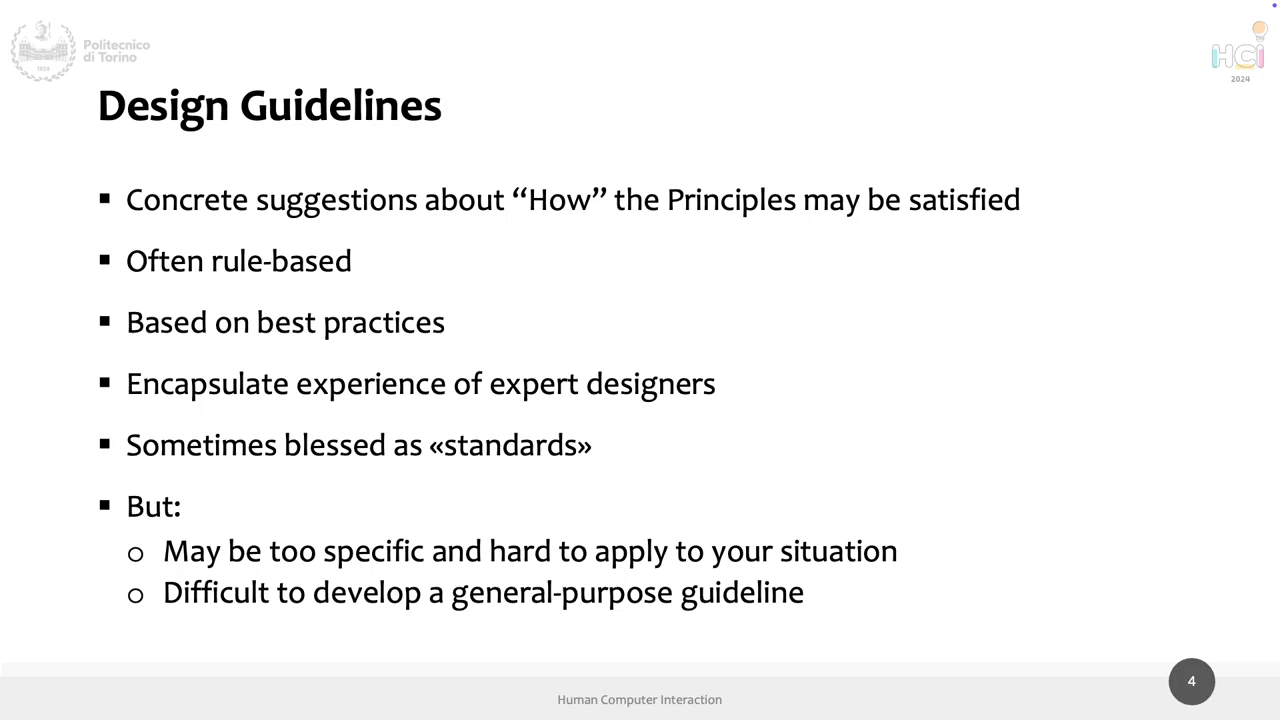 Politecnico
di Torino
1859
HCI
2024
Design Guidelines
▪ Concrete suggestions about “How” the Principles may be satisfied
▪ Often rule-based
▪ Based on best practices
▪ Encapsulate experience of expert designers
▪ Sometimes blessed as «standards»
▪ But:
o May be too specific and hard to apply to your situation
o Difficult to develop a general-purpose guideline
Human Computer Interaction
4